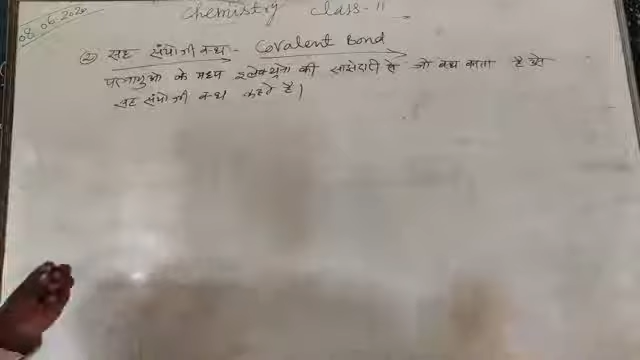 08.06.2020
Chemistry Class-11
② सह संयोजी बन्ध - Covalent Bond
परमाणुओ के मध्य इलेक्ट्रोनो की साझेदारी से जो बन्ध बनता है उसे
सह संयोजी बन्ध कहते है।